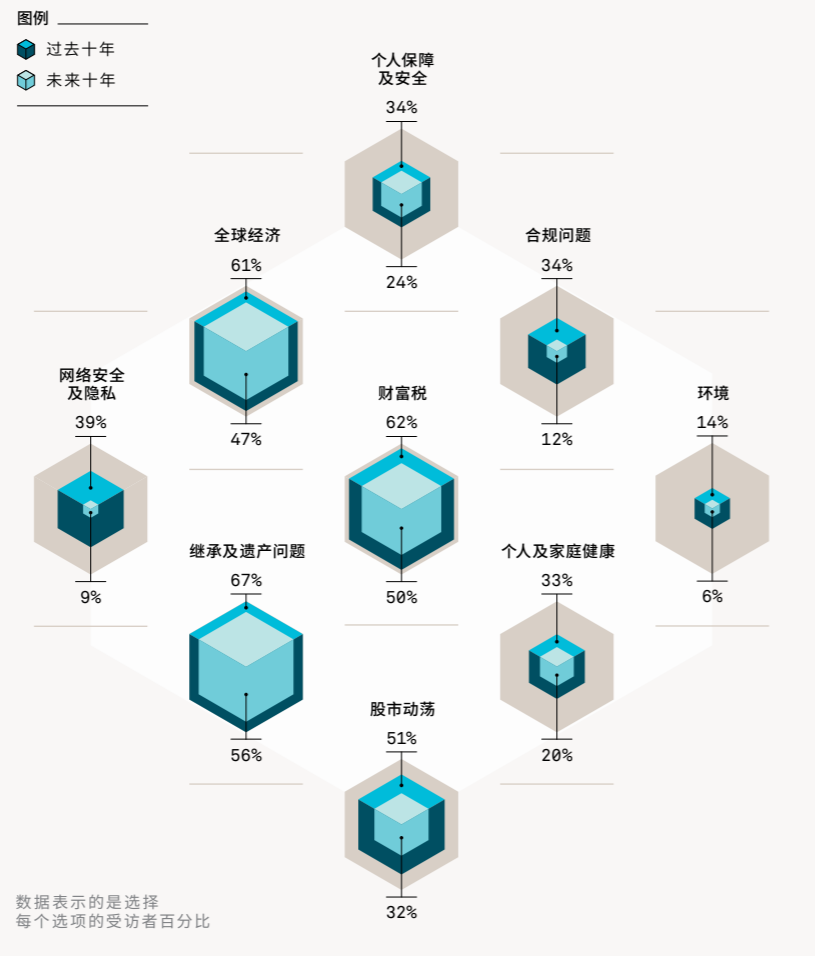 图例
过去十年
未来十年
个人保障
及安全
34%
24%
全球经济
61%
47%
合规问题
34%
12%
网络安全
及隐私
39%
9%
财富税
62%
50%
环境
14%
6%
继承及遗产问题
67%
56%
个人及家庭健康
33%
20%
股市动荡
51%
32%
数据表示的是选择
每个选项的受访者百分比